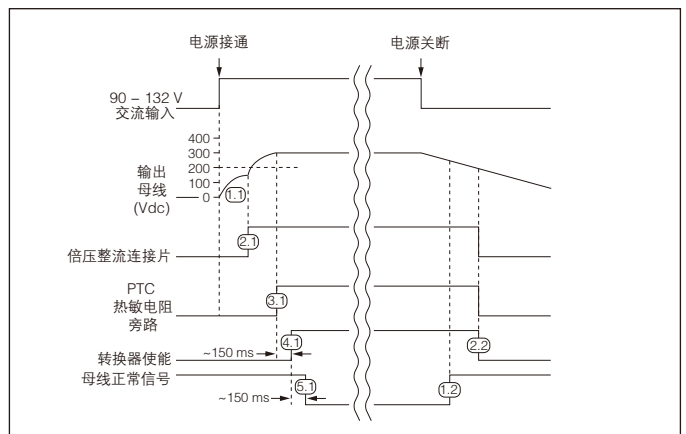 电源接通
电源关断
90 – 132 V
交流输入
400
300
200
100
0
输出
母线
(Vdc)
1.1
倍压整流连接片
2.1
PTC
热敏电阻
旁路
3.1
转换器使能
~150 ms
4.1
2.2
母线正常信号
~150 ms
5.1
1.2